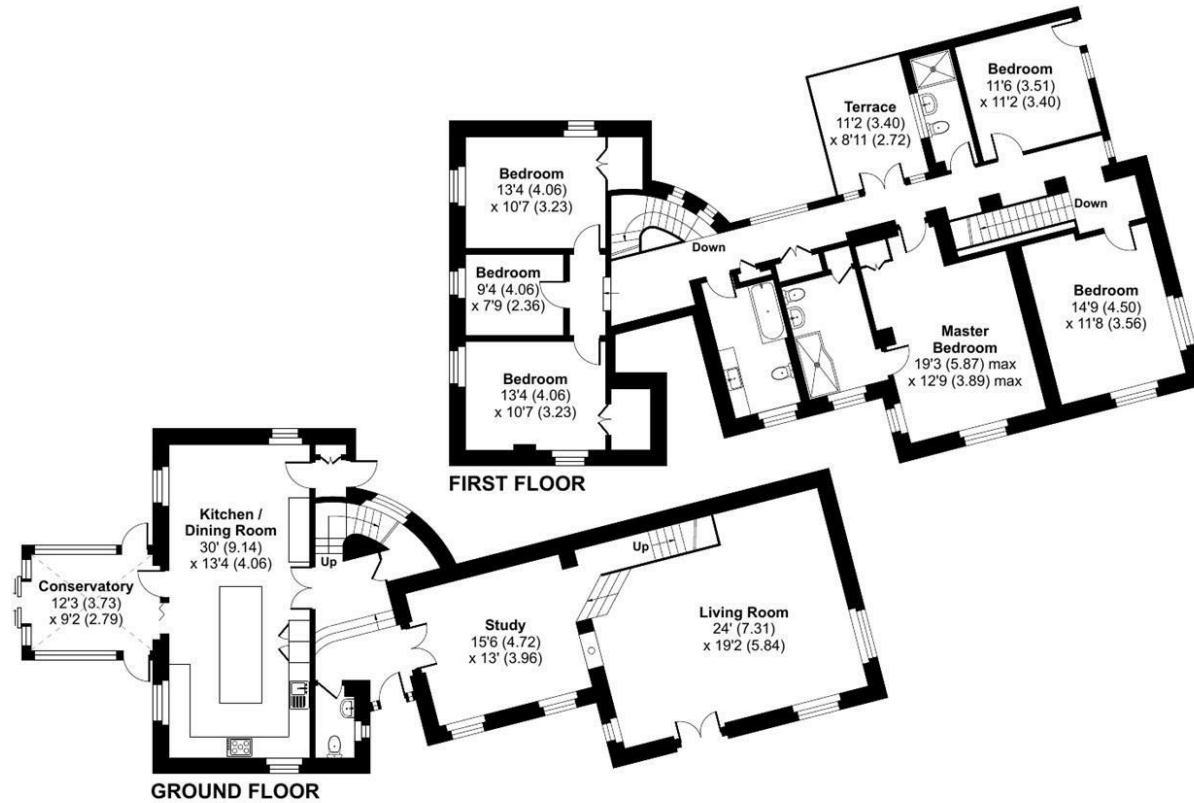 Bedroom
11'6 (3.51)
x 11'2 (3.40)
Terrace
11'2 (3.40)
x 8'11 (2.72)
Bedroom
13'4 (4.06)
x 10'7 (3.23)
Down
Down
Bedroom
9'4 (4.06)
x 7'9 (2.36)
Bedroom
14'9 (4.50)
x 11'8 (3.56)
Master
Bedroom
19'3 (5.87) max
x 12'9 (3.89) max
Bedroom
13'4 (4.06)
x 10'7 (3.23)
FIRST FLOOR
Kitchen /
Dining Room
30' (9.14)
x 13'4 (4.06)
Up
Up
Conservatory
12'3 (3.73)
x 9'2 (2.79)
Study
15'6 (4.72)
x 13' (3.96)
Living Room
24' (7.31)
x 19'2 (5.84)
GROUND FLOOR